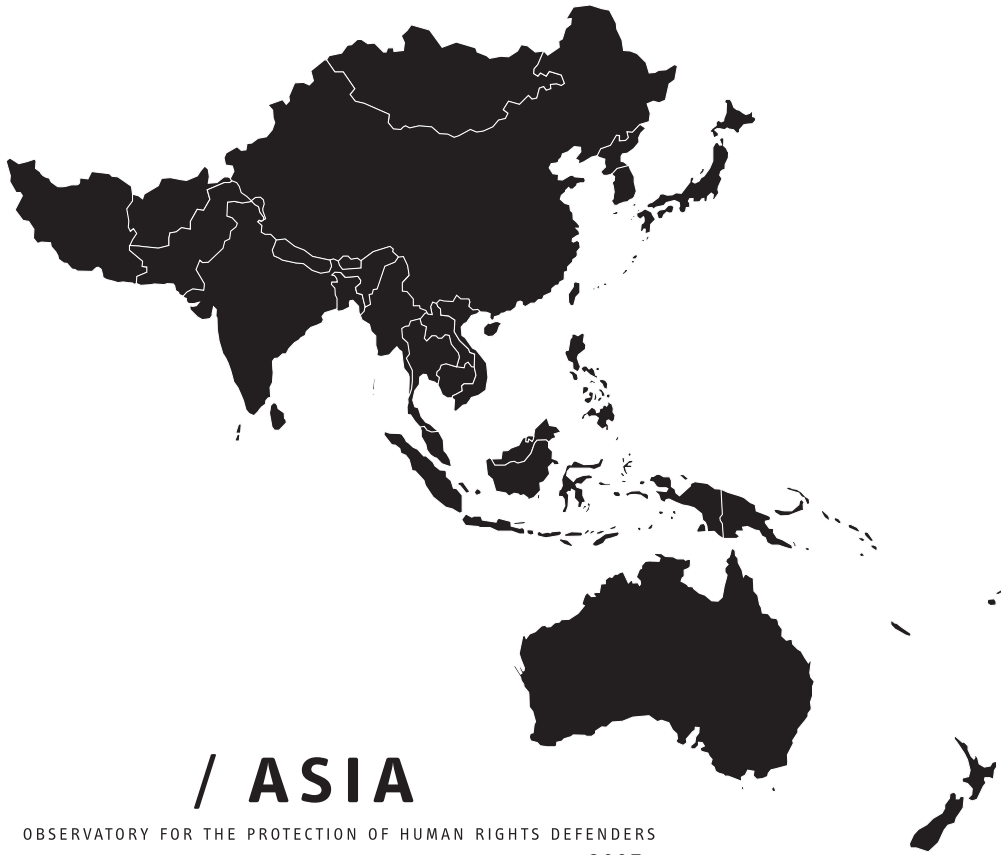 / ASIA
OBSERVATORY FOR THE PROTECTION OF HUMAN RIGHTS DEFENDERS